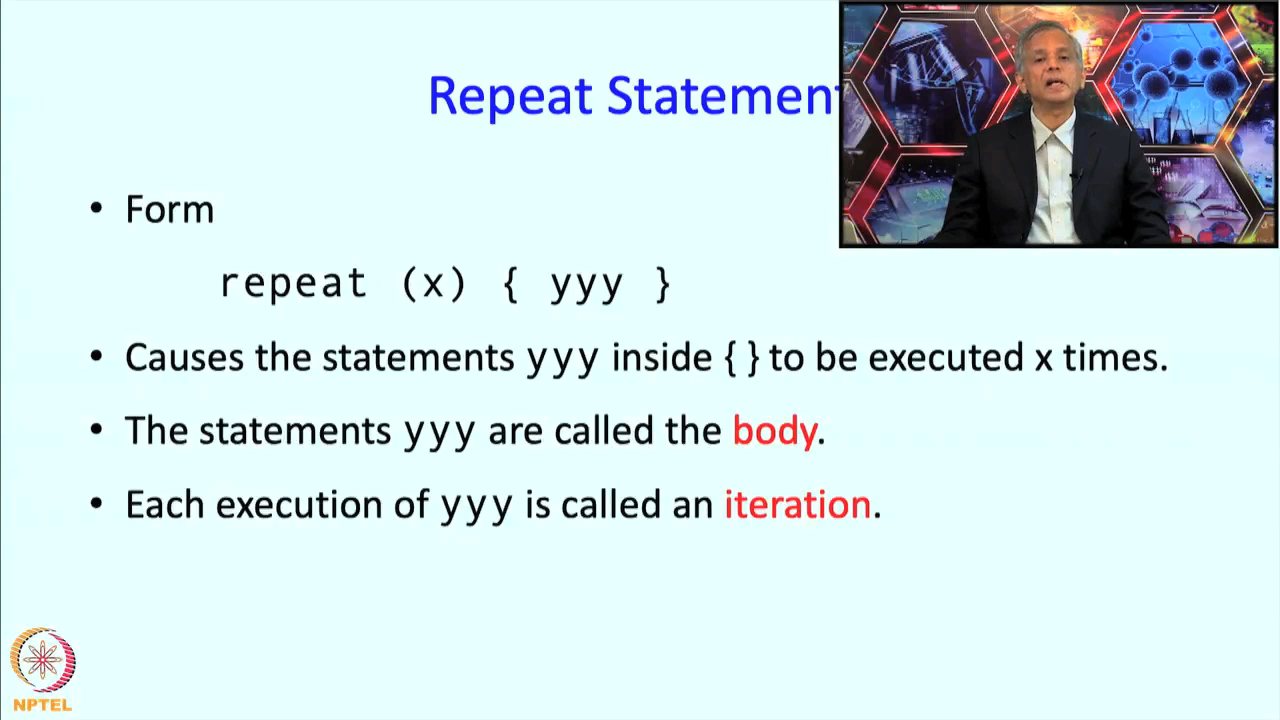 Repeat Statement
• Form
repeat (x) { yyy }
• Causes the statements yyy inside { } to be executed x times.
• The statements yyy are called the body.
• Each execution of yyy is called an iteration.
NPTEL